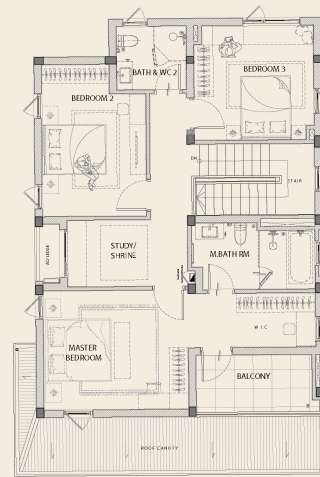 BATH & WC 2
BEDROOM 3
BEDROOM 2
DN
STAIR
STUDY/
SHRINE
M.BATH RM
W.I.C
MASTER
BEDROOM
BALCONY
ROOF CANOPY